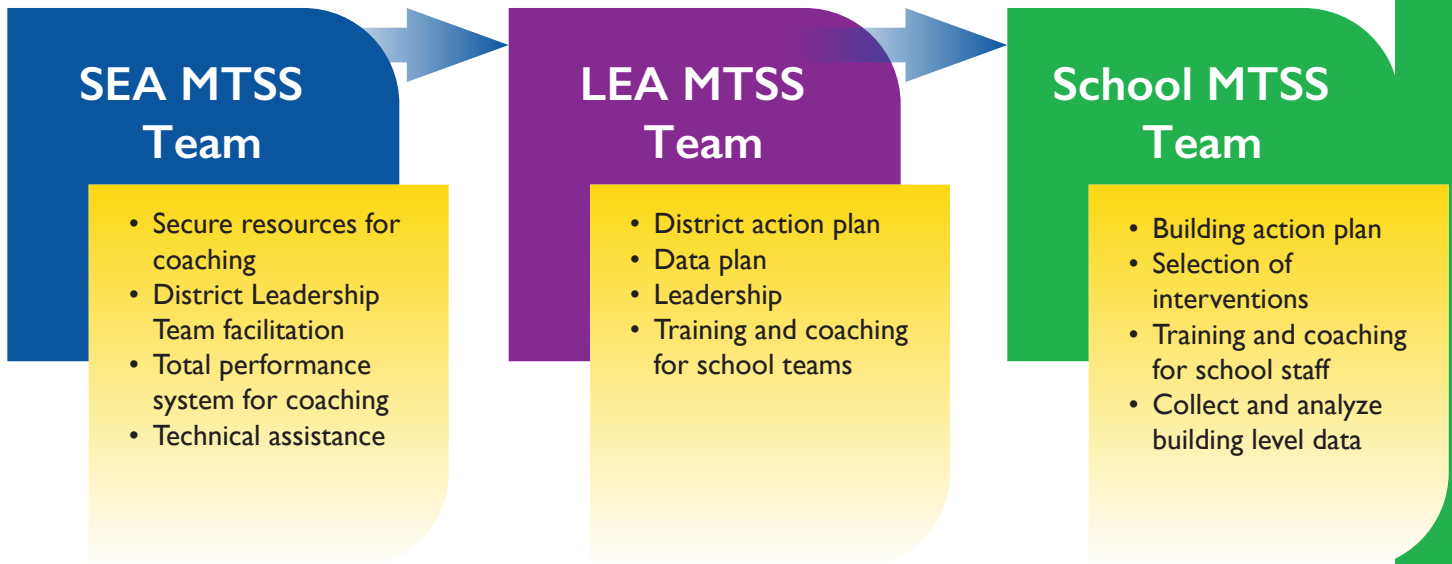 SEA MTSS
Team
• Secure resources for
coaching
• District Leadership
Team facilitation
• Total performance
system for coaching
• Technical assistance
LEA MTSS
Team
• District action plan
• Data plan
• Leadership
• Training and coaching
for school teams
School MTSS
Team
• Building action plan
• Selection of
interventions
• Training and coaching
for school staff
• Collect and analyze
building level data